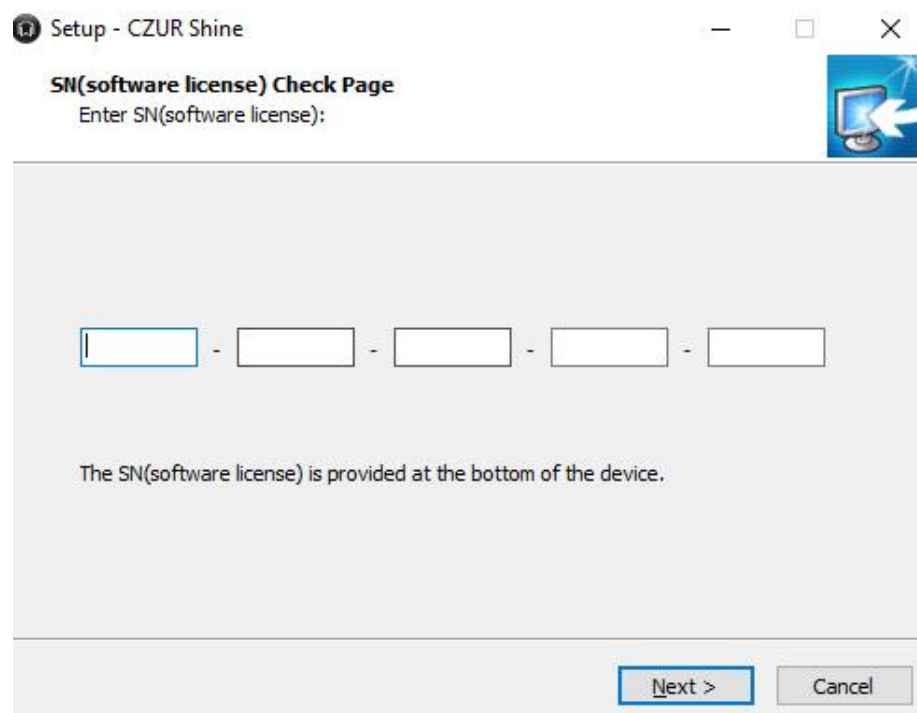 Setup - CZUR Shine
SN(software license) Check Page
Enter SN(software license):
- - - -
The SN(software license) is provided at the bottom of the device.
Next >
Cancel